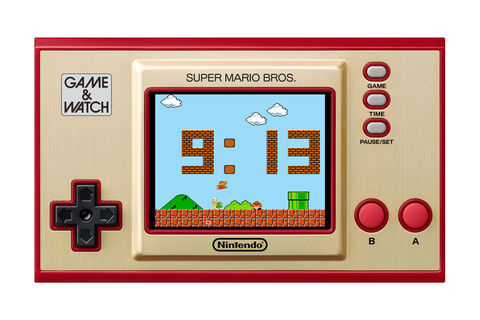 GAME
&
WATCH
SUPER MARIO BROS.
GAME
TIME
PAUSE/SET
9:13
Nintendo
B
A